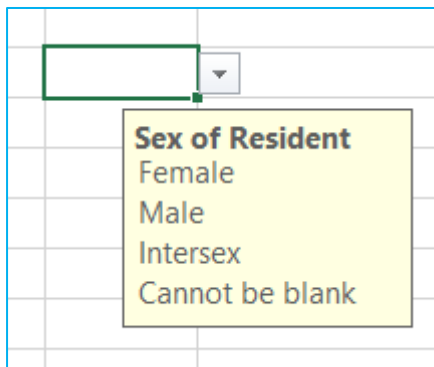 Sex of Resident
Female
Male
Intersex
Cannot be blank